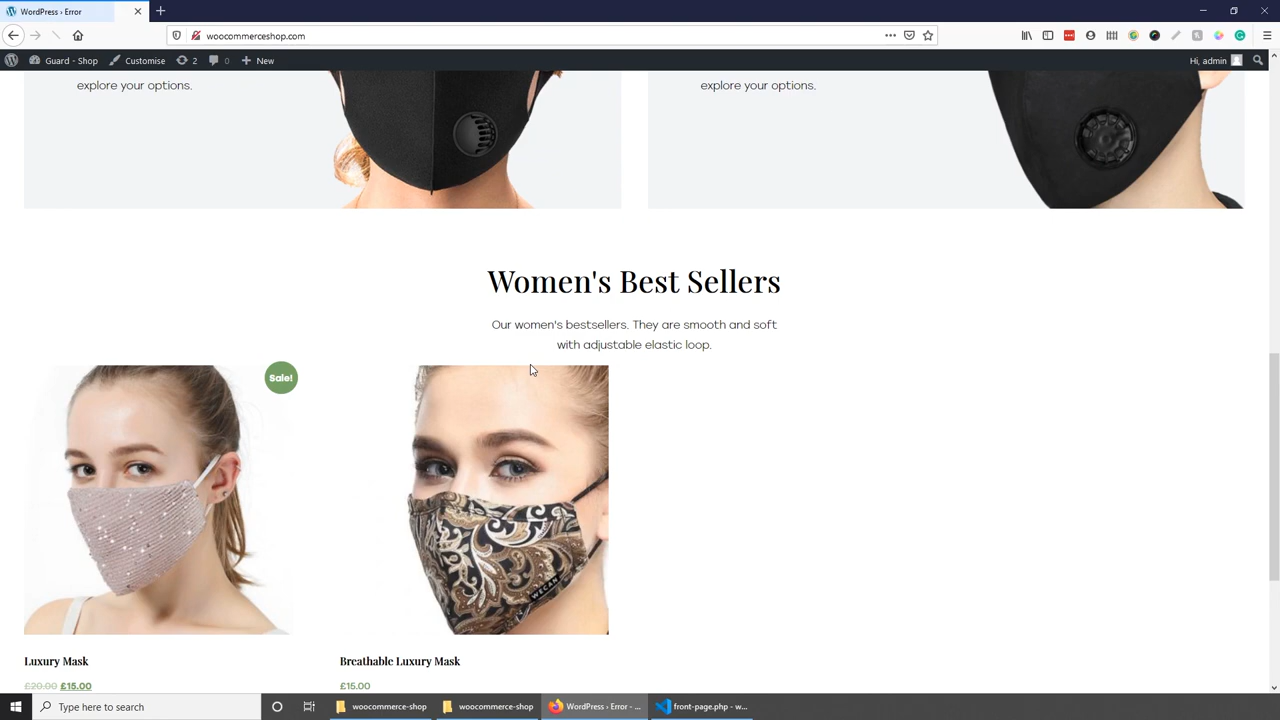 WordPress › Error
woocommerceshop.com
Guard - Shop
Customise
2
0
New
Hi, admin
explore your options.
explore your options.
Women's Best Sellers
Our women's bestsellers. They are smooth and soft
with adjustable elastic loop.
Sale!
WECAN
Luxury Mask
Breathable Luxury Mask
£20.00 £15.00
£15.00
Type here to search
woocommerce-shop
woocommerce-shop
WordPress › Error - ...
front-page.php - w...